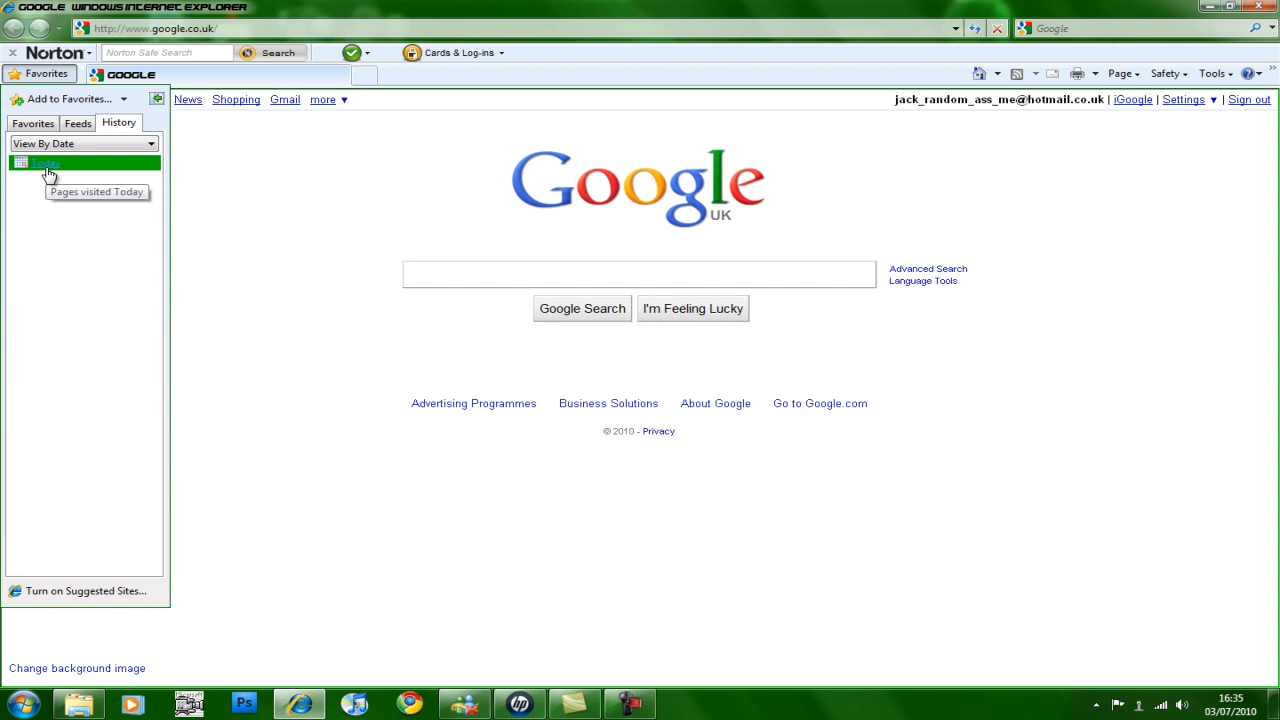 GOOGLE WINDOWS INTERNET EXPLORER
http://www.google.co.uk/
Google
Norton
Norton Safe Search
Search
Cards & Log-ins
Favorites
GOOGLE
Page
Safety
Tools
Add to Favorites...
News Shopping Gmail more
jack_random_ass_me@hotmail.co.uk | iGoogle | Settings | Sign out
Favorites Feeds History
View By Date
Today
Pages visited Today
Google
UK
Advanced Search
Language Tools
Google Search
I'm Feeling Lucky
Advertising Programmes
Business Solutions
About Google
Go to Google.com
© 2010 - Privacy
Turn on Suggested Sites...
Change background image
Ps
hp
16:35
03/07/2010